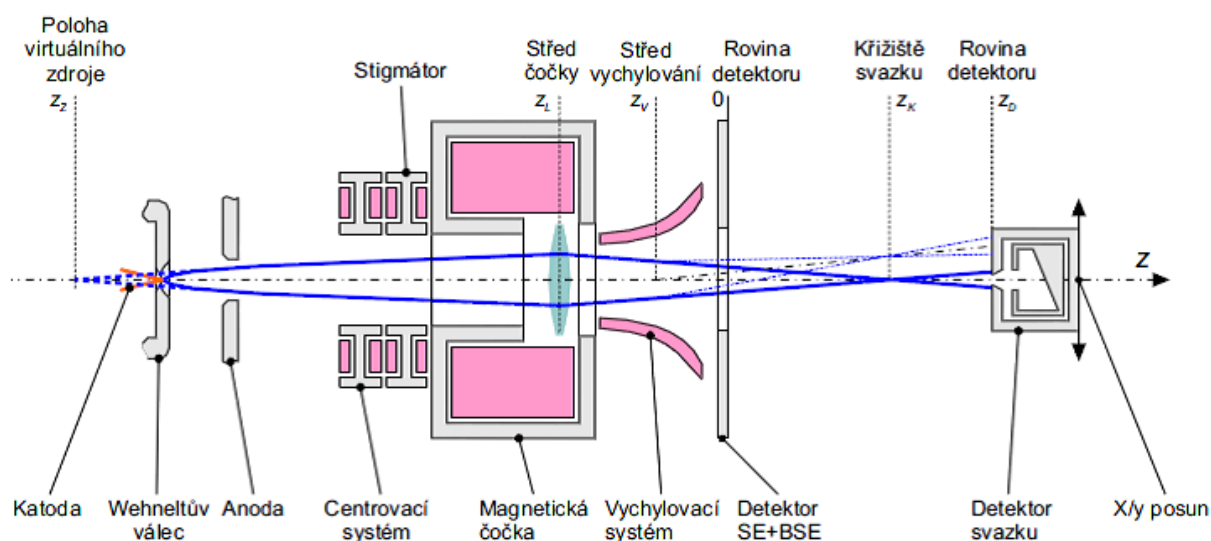 Poloha
virtuálního
zdroje
z_Z
Stigmátor
Střed
čočky
z_L
Střed
vychylování
z_V
Rovina
detektoru
0
Křižiště
svazku
z_K
Rovina
detektoru
z_D
Z
Katoda
Wehneltův
válec
Anoda
Centrovací
systém
Magnetická
čočka
Vychylovací
systém
Detektor
SE+BSE
Detektor
svazku
X/y posun